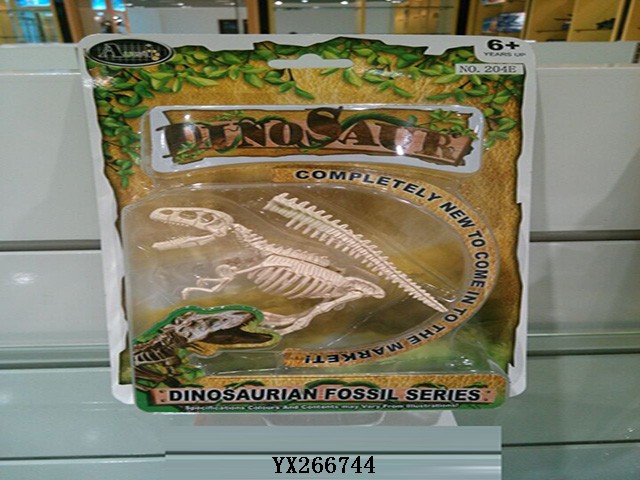 6+
YEARS UP
NO. 204E
DINOSAUR
COMPLETELY NEW TO COME IN TO THE MARKET!
DINOSAURIAN FOSSIL SERIES
Specifications Colours And Contents may Vary From Illustrations!
YX266744